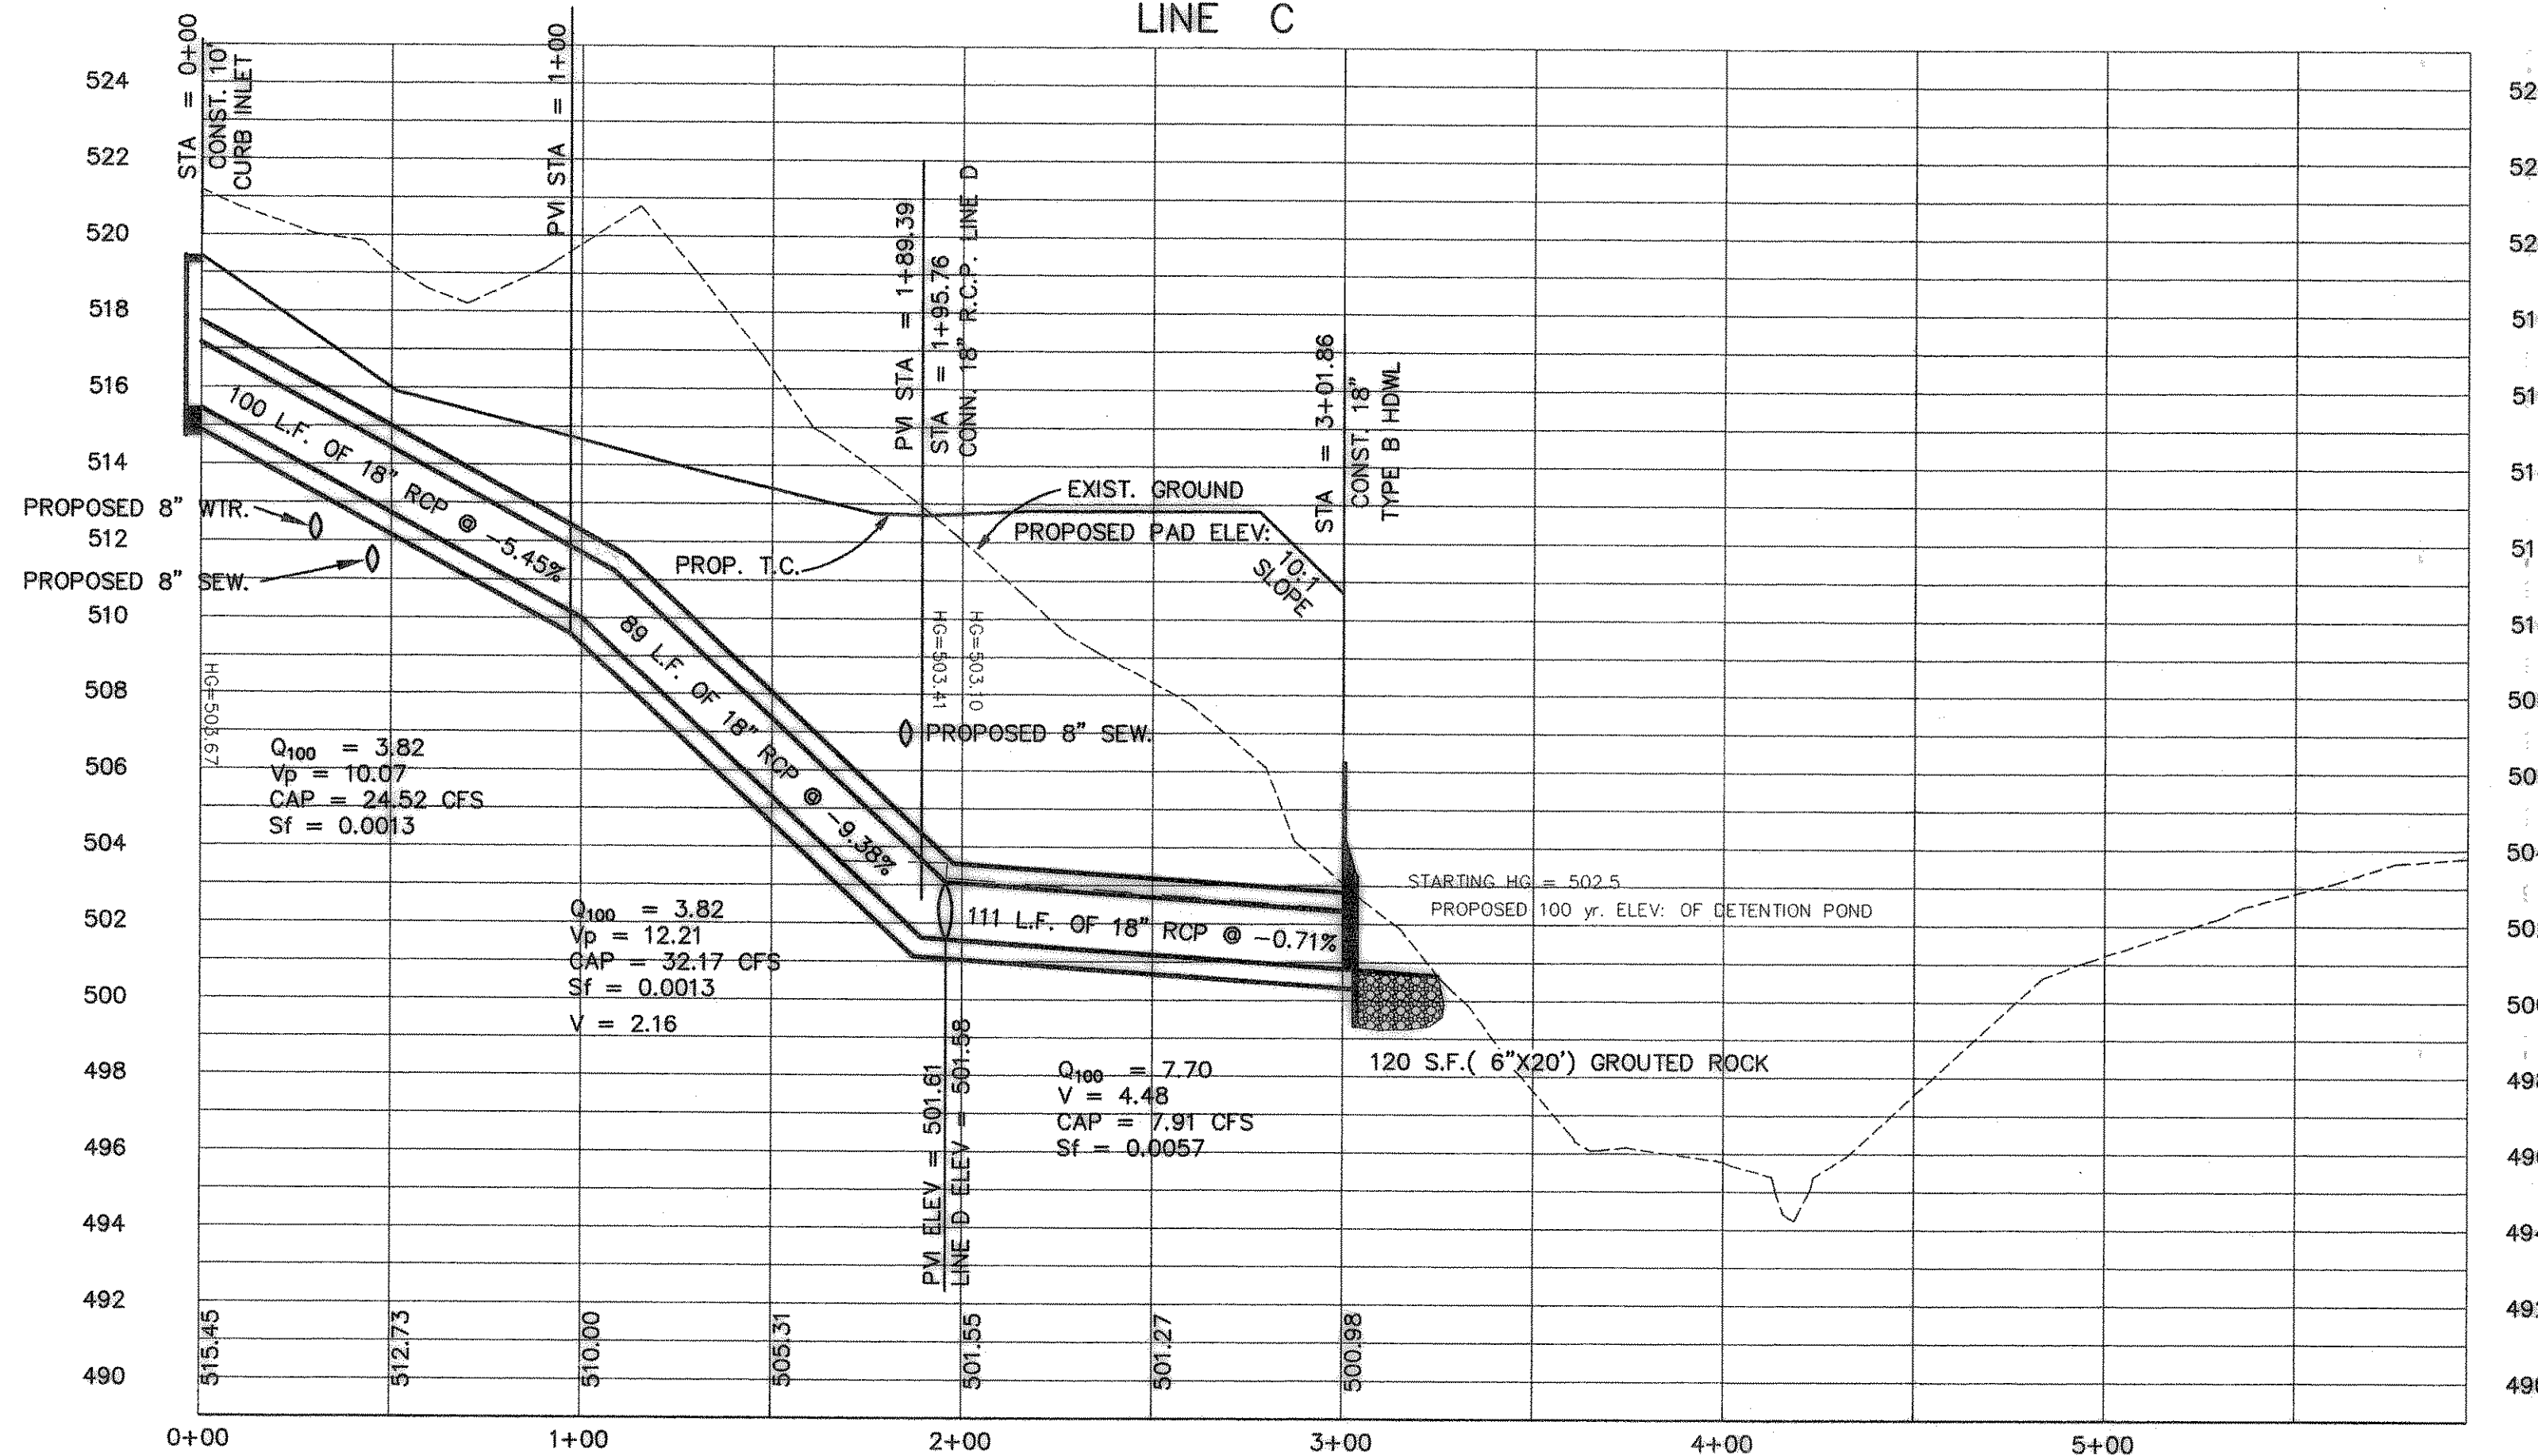 LINE C
STA = 0+00
CONST. 10'
CURB INLET
PVI STA = 1+00
PVI STA = 1+89.39
STA = 1+95.76
CONN. 18" R.C.P. LINE D
STA = 3+01.86
CONST. 18"
TYPE B HDWL
524
522
520
518
516
514
512
510
508
506
504
502
500
498
496
494
492
490
100 L.F. OF 18" RCP @ -5.45%
PROPOSED 8" WTR.
PROPOSED 8" SEW.
PROP. T.C.
EXIST. GROUND
PROPOSED PAD ELEV:
10:1
SLOPE
89 L.F. OF 18" RCP @ -9.38%
HG=503.41
HG=503.10
PROPOSED 8" SEW.
HG=503.67
Q100 = 3.82
Vp = 10.07
CAP = 24.52 CFS
Sf = 0.0013
Q100 = 3.82
Vp = 12.21
CAP = 32.17 CFS
Sf = 0.0013
V = 2.16
111 L.F. OF 18" RCP @ -0.71%
STARTING HG = 502.5
PROPOSED 100 yr. ELEV: OF DETENTION POND
120 S.F.( 6"X20') GROUTED ROCK
PVI ELEV = 501.61
LINE D ELEV = 501.58
Q100 = 7.70
V = 4.48
CAP = 7.91 CFS
Sf = 0.0057
515.45
512.73
510.00
505.31
501.55
501.27
500.98
0+00
1+00
2+00
3+00
4+00
5+00